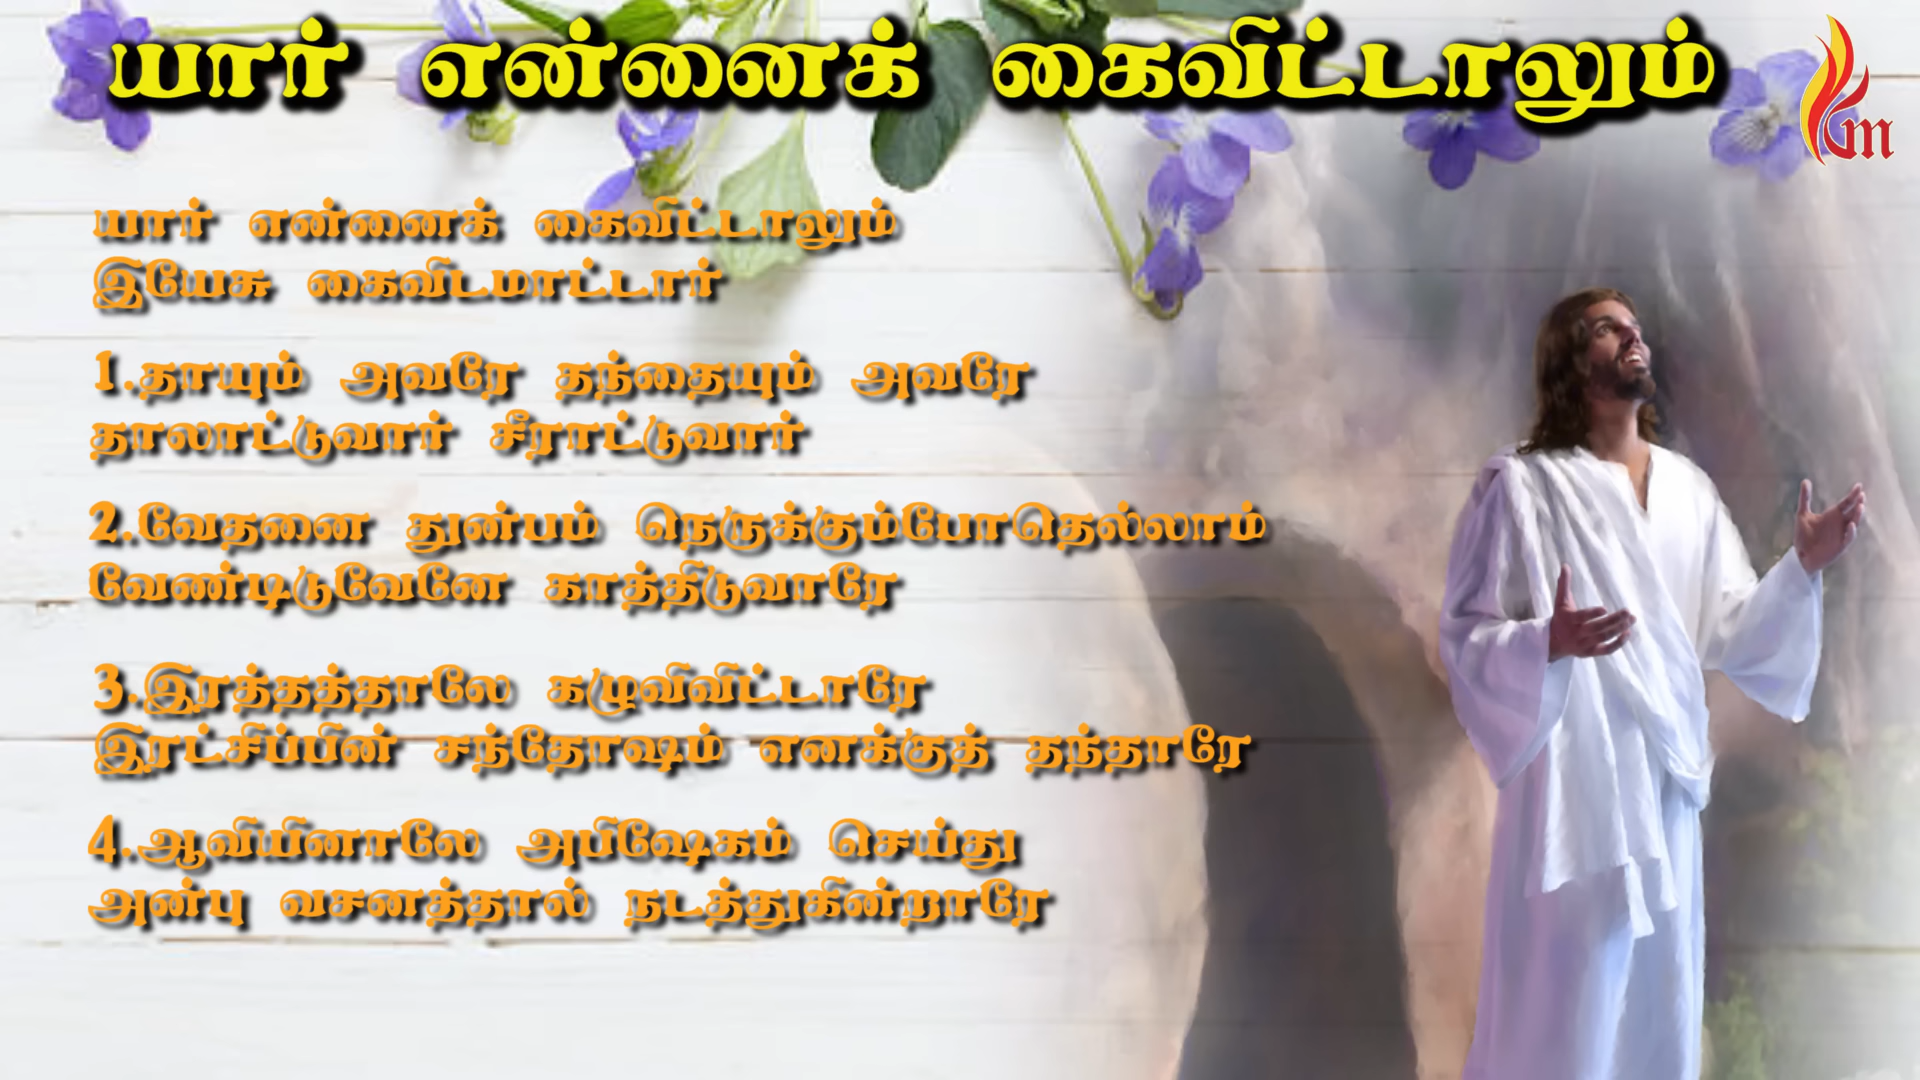 யார் என்னைக் கைவிட்டாலும்
யார் என்னைக் கைவிட்டாலும்
இயேசு கைவிடமாட்டார்
1.தாயும் அவரே தந்தையும் அவரே
தாலாட்டுவார் சீராட்டுவார்
2.வேதனை துன்பம் நெருக்கும்போதெல்லாம்
வேண்டிடுவேனே காத்திடுவாரே
3.இரத்தத்தாலே கழுவிவிட்டாரே
இரட்சிப்பின் சந்தோஷம் எனக்குத் தந்தாரே
4.ஆவியினாலே அபிஷேகம் செய்து
அன்பு வசனத்தால் நடத்துகின்றாரே